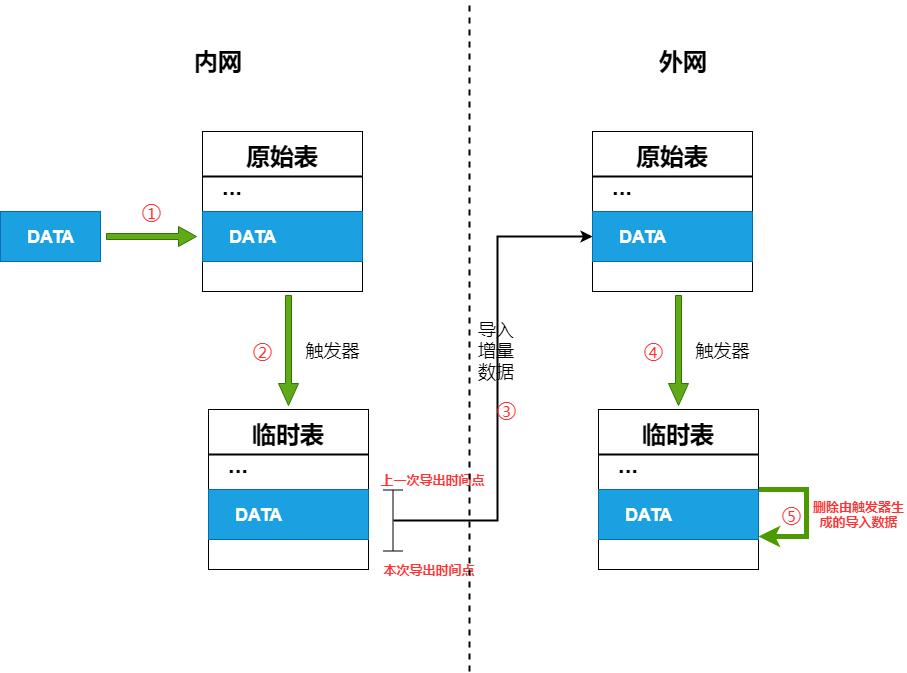 内网
外网
原始表
...
DATA
DATA
①
②
触发器
临时表
...
DATA
上一次导出时间点
本次导出时间点
导入
增量
数据
③
原始表
...
DATA
④
触发器
临时表
...
DATA
⑤
删除由触发器生
成的导入数据